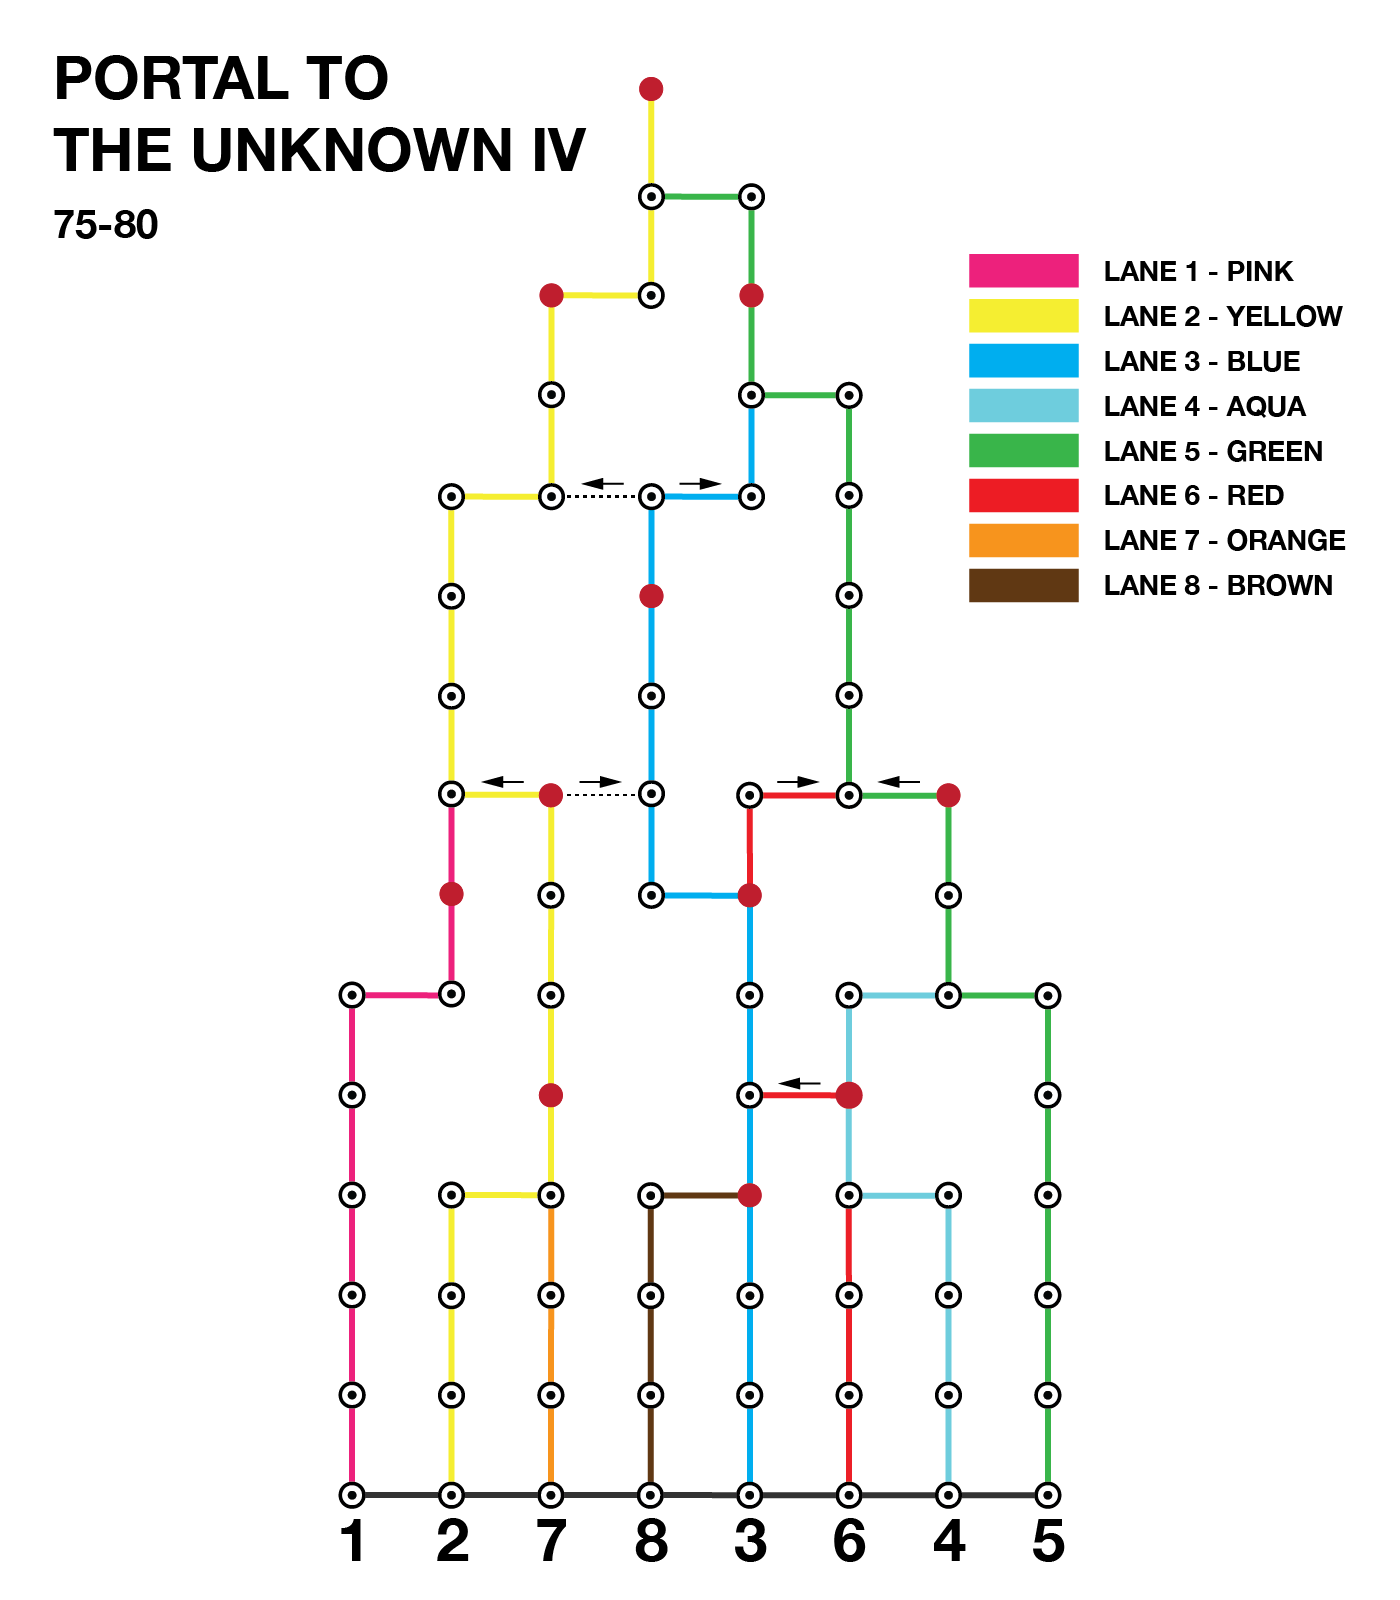 PORTAL TO
THE UNKNOWN IV
75-80
LANE 1 - PINK
LANE 2 - YELLOW
LANE 3 - BLUE
LANE 4 - AQUA
LANE 5 - GREEN
LANE 6 - RED
LANE 7 - ORANGE
LANE 8 - BROWN
1 2 7 8 3 6 4 5